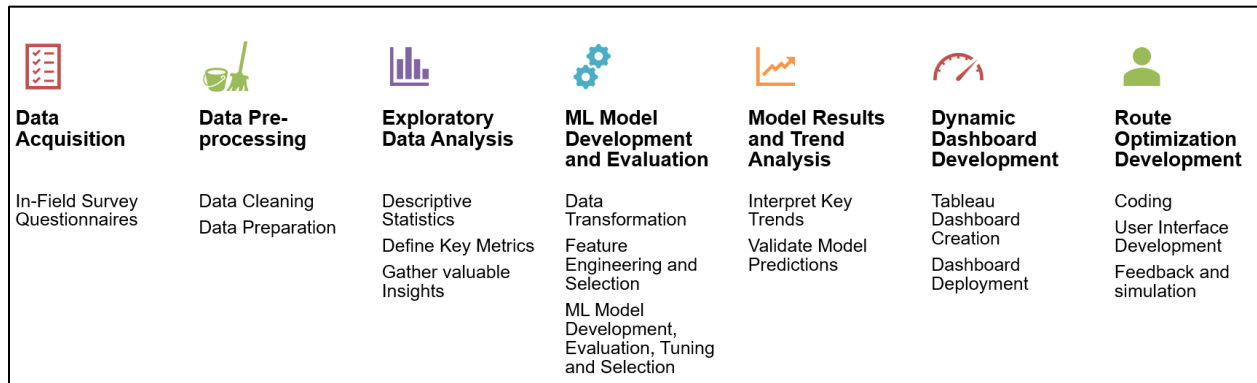 Data
Acquisition
In-Field Survey
Questionnaires
Data Pre-
processing
Data Cleaning
Data Preparation
Exploratory
Data Analysis
Descriptive
Statistics
Define Key Metrics
Gather valuable
Insights
ML Model
Development
and Evaluation
Data
Transformation
Feature
Engineering and
Selection
ML Model
Development,
Evaluation, Tuning
and Selection
Model Results
and Trend
Analysis
Interpret Key
Trends
Validate Model
Predictions
Dynamic
Dashboard
Development
Tableau
Dashboard
Creation
Dashboard
Deployment
Route
Optimization
Development
Coding
User Interface
Development
Feedback and
simulation